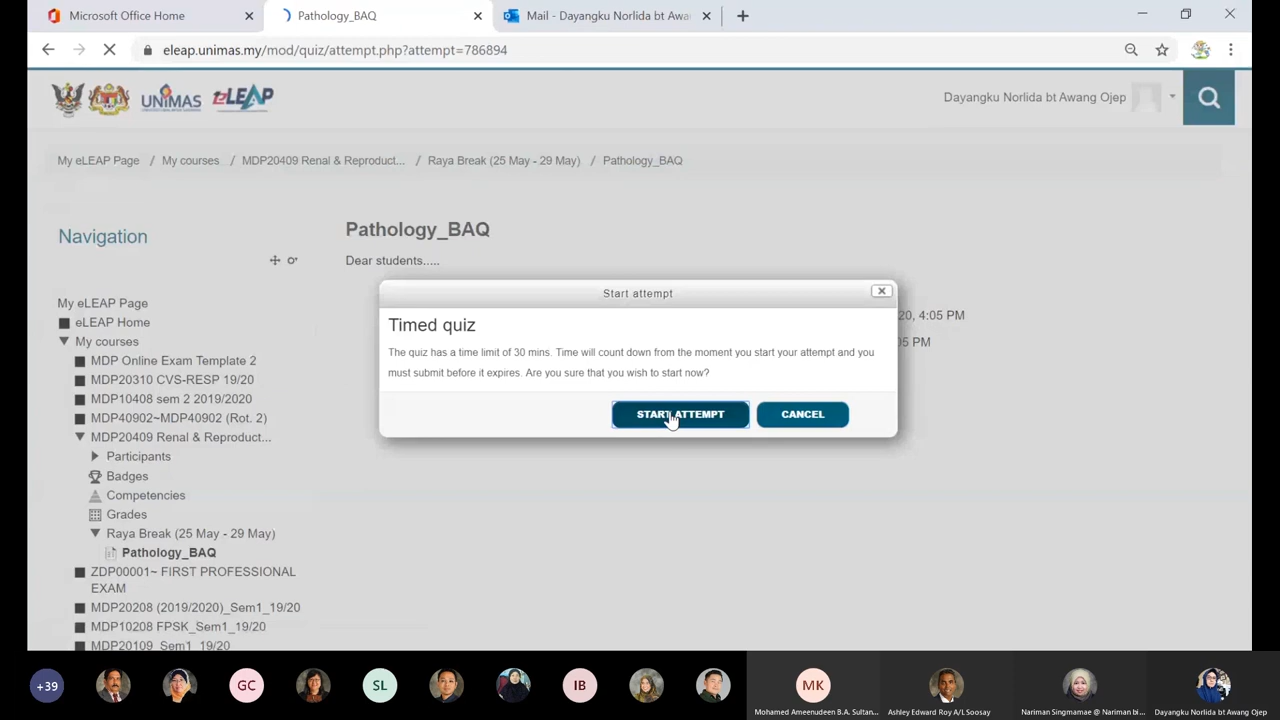 Microsoft Office Home
Pathology_BAQ
Mail - Dayangku Norlida bt Awa
eleap.unimas.my/mod/quiz/attempt.php?attempt=786894
UNIMAS
eLEAP
Dayangku Norlida bt Awang Ojep
My eLEAP Page / My courses / MDP20409 Renal & Reproduct... / Raya Break (25 May - 29 May) / Pathology_BAQ
Navigation
Pathology_BAQ
Dear students.....
Start attempt
20, 4:05 PM
05 PM
Timed quiz
The quiz has a time limit of 30 mins. Time will count down from the moment you start your attempt and you
must submit before it expires. Are you sure that you wish to start now?
START ATTEMPT
CANCEL
My eLEAP Page
eLEAP Home
My courses
MDP Online Exam Template 2
MDP20310 CVS-RESP 19/20
MDP10408 sem 2 2019/2020
MDP40902~MDP40902 (Rot. 2)
MDP20409 Renal & Reproduct...
Participants
Badges
Competencies
Grades
Raya Break (25 May - 29 May)
Pathology_BAQ
ZDP00001~ FIRST PROFESSIONAL
EXAM
MDP20208 (2019/2020)_Sem1_19/20
MDP10208 FPSK_Sem1_19/20
MDP20109_Sem1_19/20
+39
GC
SL
IB
MK
Mohamed Ameenudeen B.A. Sultan...
Ashley Edward Roy A/L Soosay
Nariman Singmamae @ Nariman bi...
Dayangku Norlida bt Awang Ojep